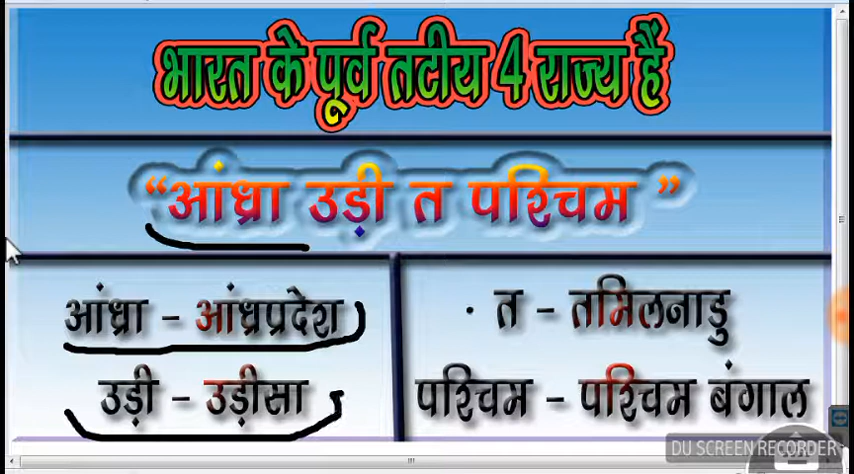 भारत के पूर्व तटीय 4 राज्य हैं
“आंध्रा उड़ी त पश्चिम”
आंध्रा – आंध्रप्रदेश
उड़ी – उड़ीसा
· त – तमिलनाडु
पश्चिम – पश्चिम बंगाल
DU SCREEN RECORDER